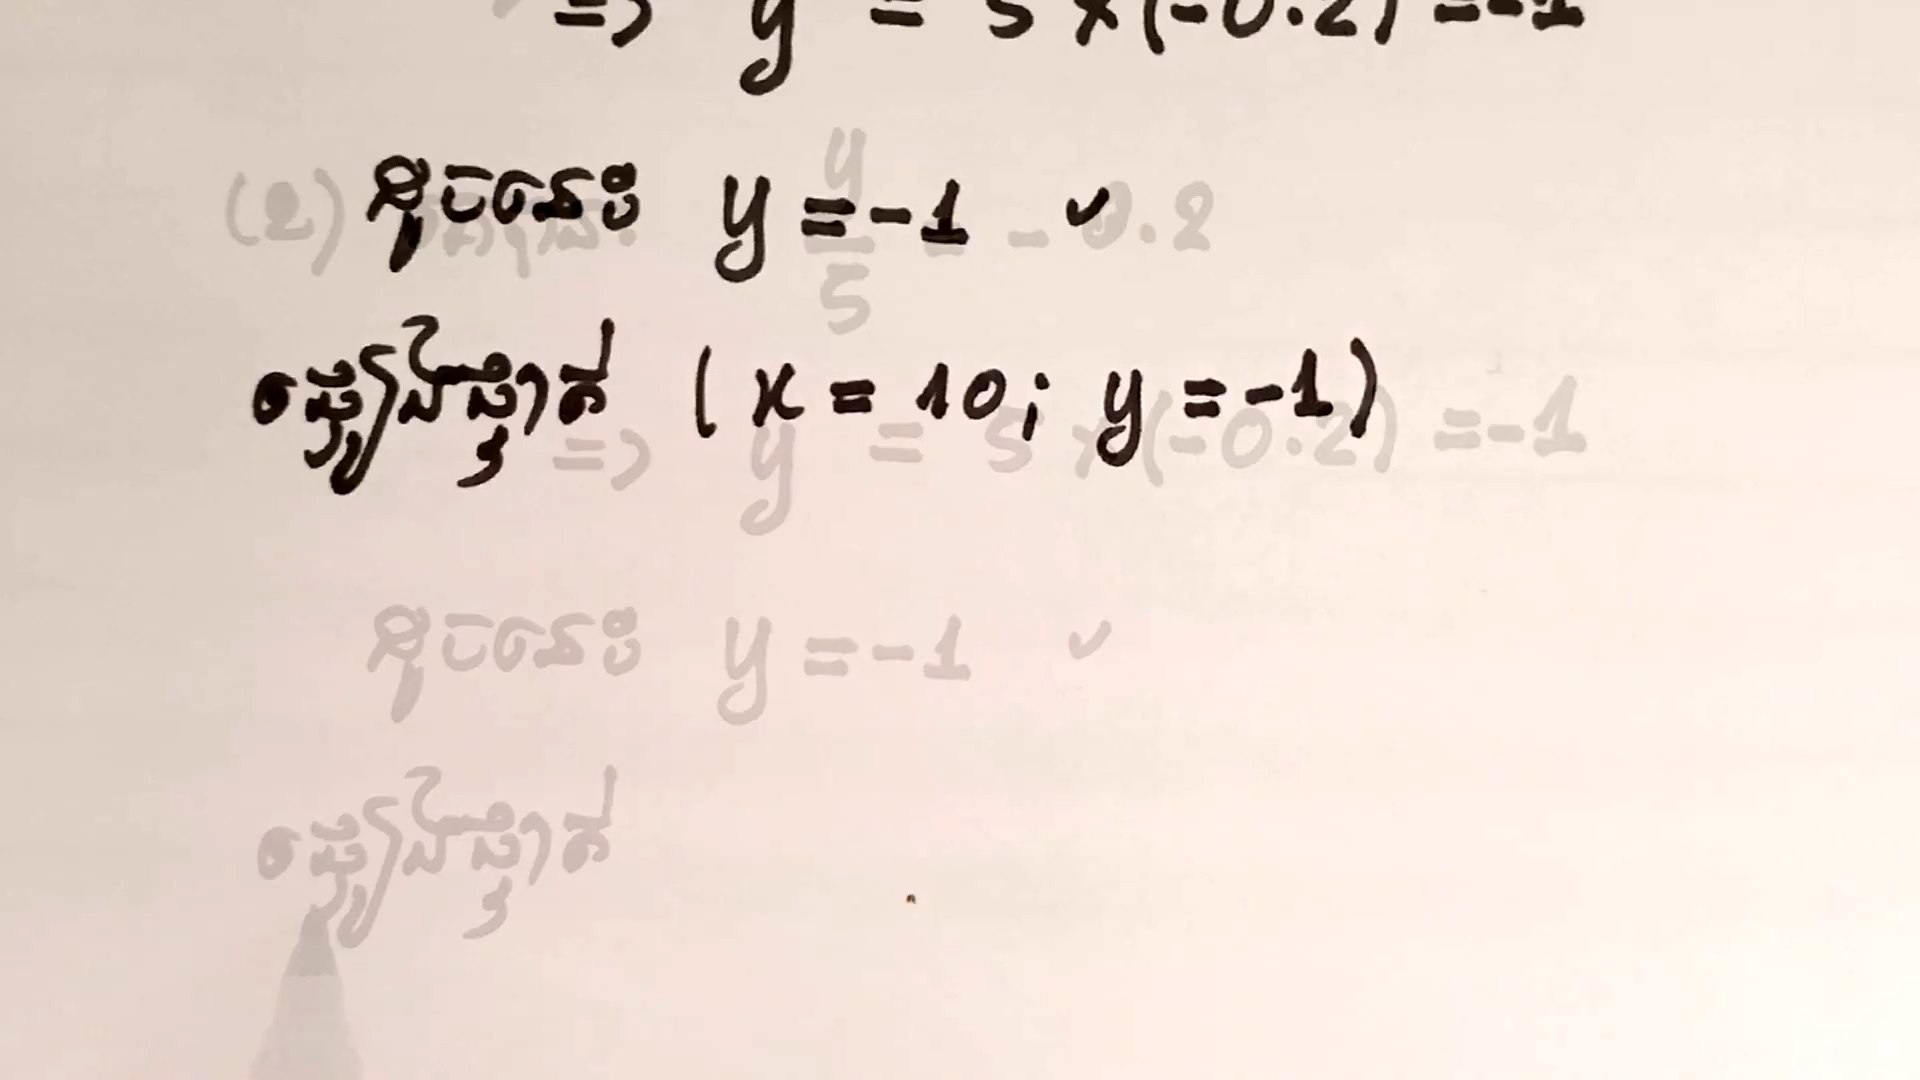 => y = 5 × (-0.2) = -1
ដូចនេះ y = -1 ✓
ផ្ទៀងផ្ទាត់ (x = 10; y = -1)